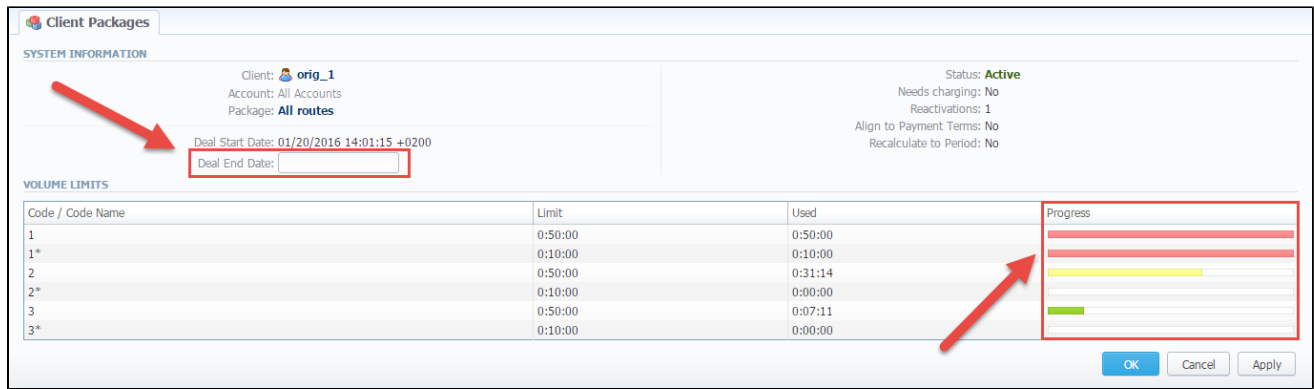 Client Packages
SYSTEM INFORMATION
Client: orig_1
Account: All Accounts
Package: All routes
Deal Start Date: 01/20/2016 14:01:15 +0200
Deal End Date:
Status: Active
Needs charging: No
Reactivations: 1
Align to Payment Terms: No
Recalculate to Period: No
VOLUME LIMITS
Code / Code Name Limit Used Progress
1 0:50:00 0:50:00
1* 0:10:00 0:10:00
2 0:50:00 0:31:14
2* 0:10:00 0:00:00
3 0:50:00 0:07:11
3* 0:10:00 0:00:00
OK Cancel Apply